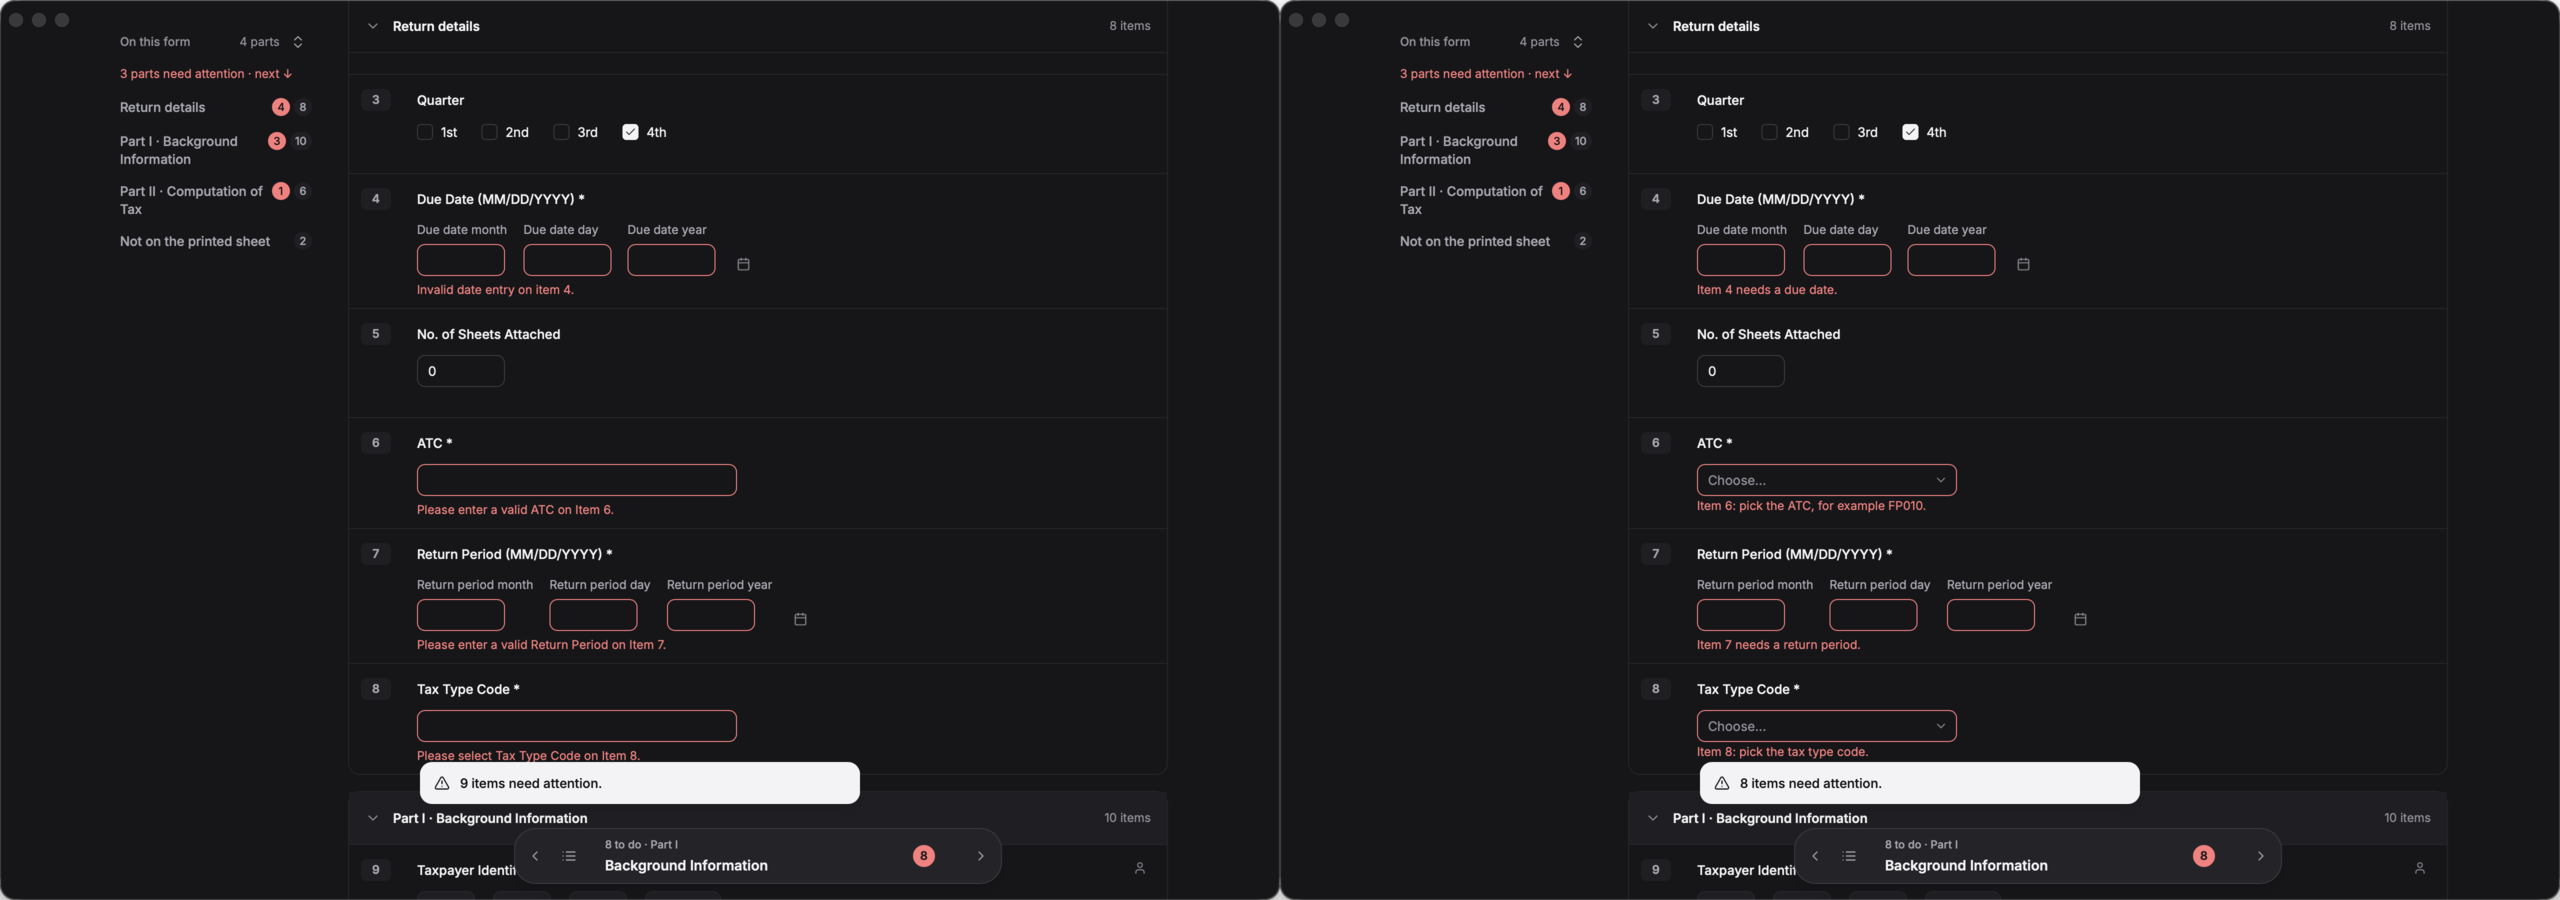 On this form 4 parts
3 parts need attention · next ↓
Return details 4 8
Part I · Background Information 3 10
Part II · Computation of Tax 1 6
Not on the printed sheet 2
Return details 8 items
3 Quarter
1st 2nd 3rd 4th
4 Due Date (MM/DD/YYYY) *
Due date month Due date day Due date year
Invalid date entry on item 4.
5 No. of Sheets Attached
0
6 ATC *
Please enter a valid ATC on Item 6.
7 Return Period (MM/DD/YYYY) *
Return period month Return period day Return period year
Please enter a valid Return Period on Item 7.
8 Tax Type Code *
Please select Tax Type Code on Item 8.
9 items need attention.
Part I · Background Information 10 items
8 to do · Part I
Background Information 8
9 Taxpayer
On this form 4 parts
3 parts need attention · next ↓
Return details 4 8
Part I · Background Information 3 10
Part II · Computation of Tax 1 6
Not on the printed sheet 2
Return details 8 items
3 Quarter
1st 2nd 3rd 4th
4 Due Date (MM/DD/YYYY) *
Due date month Due date day Due date year
Item 4 needs a due date.
5 No. of Sheets Attached
0
6 ATC *
Choose...
Item 6: pick the ATC, for example FP010.
7 Return Period (MM/DD/YYYY) *
Return period month Return period day Return period year
Item 7 needs a return period.
8 Tax Type Code *
Choose...
Item 8: pick the tax type code.
8 items need attention.
Part I · Background Information 10 items
8 to do · Part I
Background Information 8
9 Taxpayer